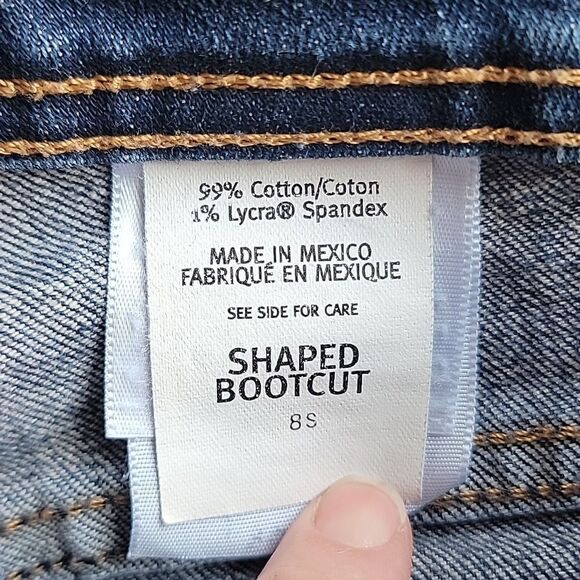 99% Cotton/Coton
1% Lycra® Spandex
MADE IN MEXICO
FABRIQUÉ EN MEXIQUE
SEE SIDE FOR CARE
SHAPED
BOOTCUT
8S